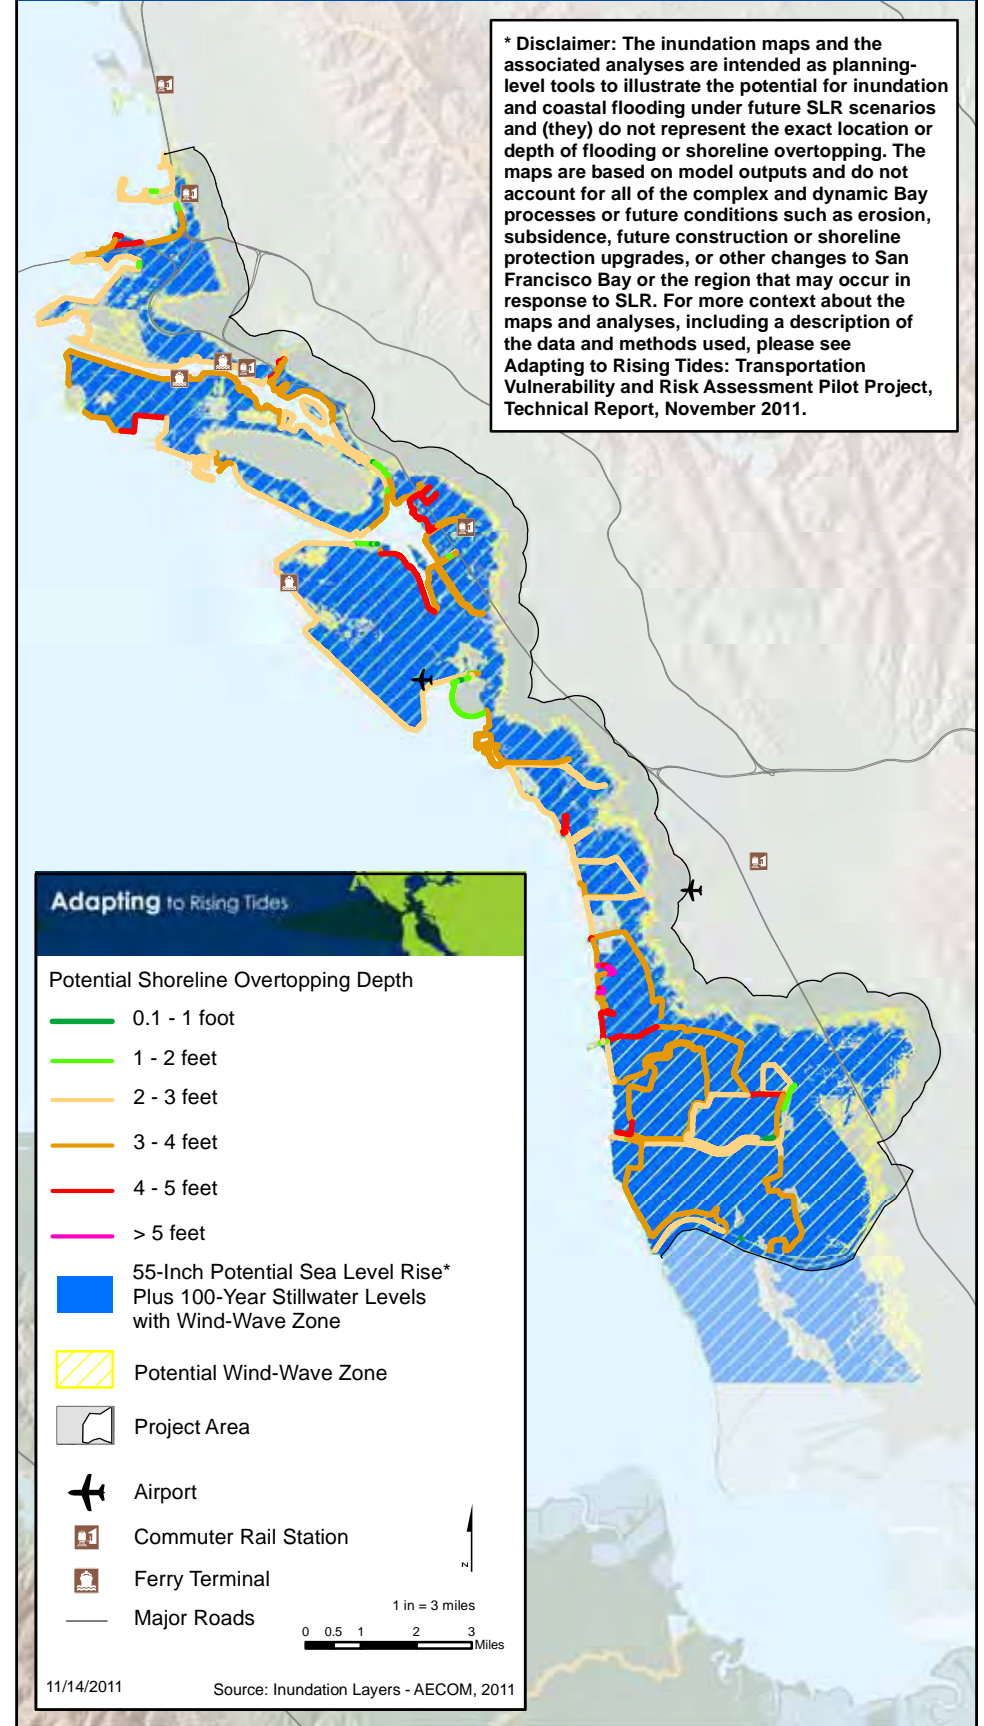 * Disclaimer: The inundation maps and the
associated analyses are intended as planning-
level tools to illustrate the potential for inundation
and coastal flooding under future SLR scenarios
and (they) do not represent the exact location or
depth of flooding or shoreline overtopping. The
maps are based on model outputs and do not
account for all of the complex and dynamic Bay
processes or future conditions such as erosion,
subsidence, future construction or shoreline
protection upgrades, or other changes to San
Francisco Bay or the region that may occur in
response to SLR. For more context about the
maps and analyses, including a description of
the data and methods used, please see
Adapting to Rising Tides: Transportation
Vulnerability and Risk Assessment Pilot Project,
Technical Report, November 2011.
Adapting to Rising Tides
Potential Shoreline Overtopping Depth
0.1 - 1 foot
1 - 2 feet
2 - 3 feet
3 - 4 feet
4 - 5 feet
> 5 feet
55-Inch Potential Sea Level Rise*
Plus 100-Year Stillwater Levels
with Wind-Wave Zone
Potential Wind-Wave Zone
Project Area
Airport
Commuter Rail Station
Ferry Terminal
Major Roads
N
1 in = 3 miles
0 0.5 1 2 3
Miles
11/14/2011
Source: Inundation Layers - AECOM, 2011